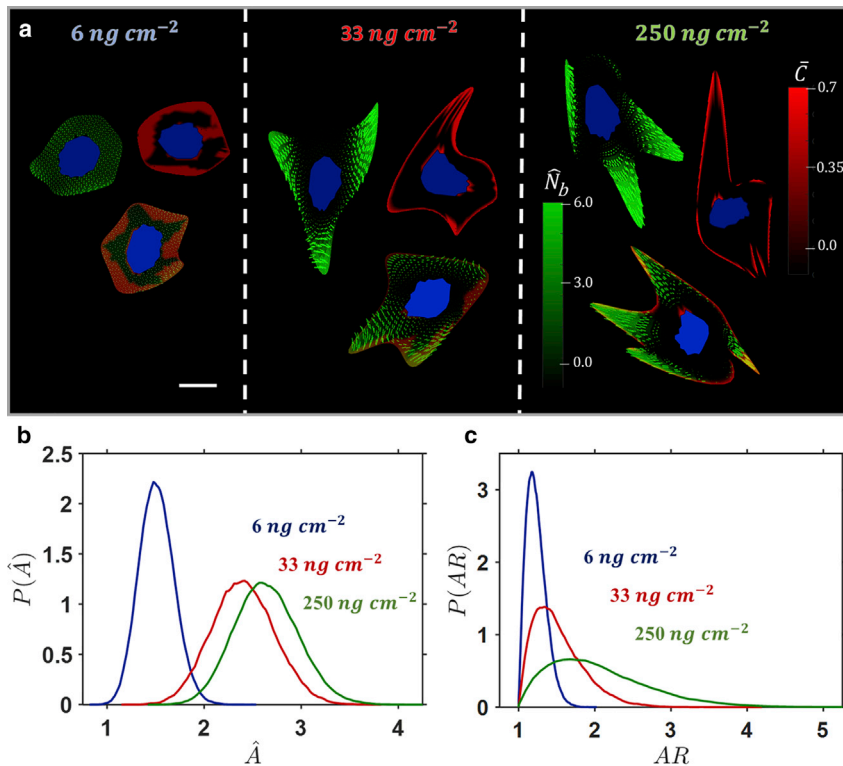 a
6 ng cm⁻²
33 ng cm⁻²
250 ng cm⁻²
C̄
0.7
0.35
0.0
N̂_b
6.0
3.0
0.0
b
2.5
2
1.5
1
0.5
0
P(Â)
6 ng cm⁻²
33 ng cm⁻²
250 ng cm⁻²
1 2 3 4
Â
c
3
2
1
0
P(AR)
6 ng cm⁻²
33 ng cm⁻²
250 ng cm⁻²
1 2 3 4 5
AR